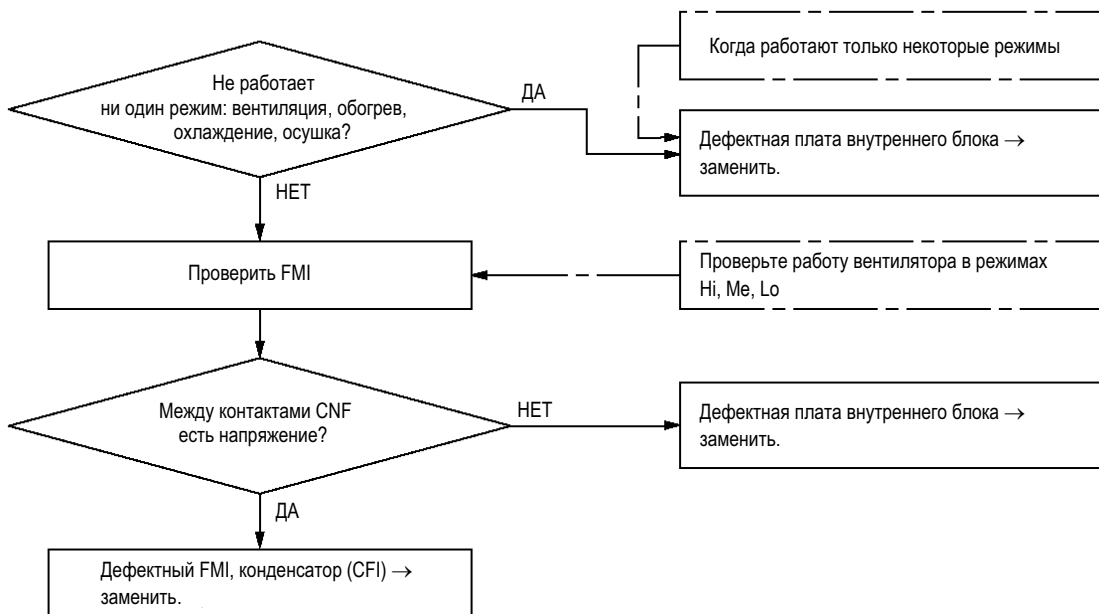 Когда работают только некоторые режимы
Не работает
ни один режим: вентиляция, обогрев,
охлаждение, осушка?
ДА
Дефектная плата внутреннего блока →
заменить.
НЕТ
Проверить FMI
Проверьте работу вентилятора в режимах
Hi, Me, Lo
Между контактами CNF
есть напряжение?
НЕТ
Дефектная плата внутреннего блока →
заменить.
ДА
Дефектный FMI, конденсатор (CFI) →
заменить.